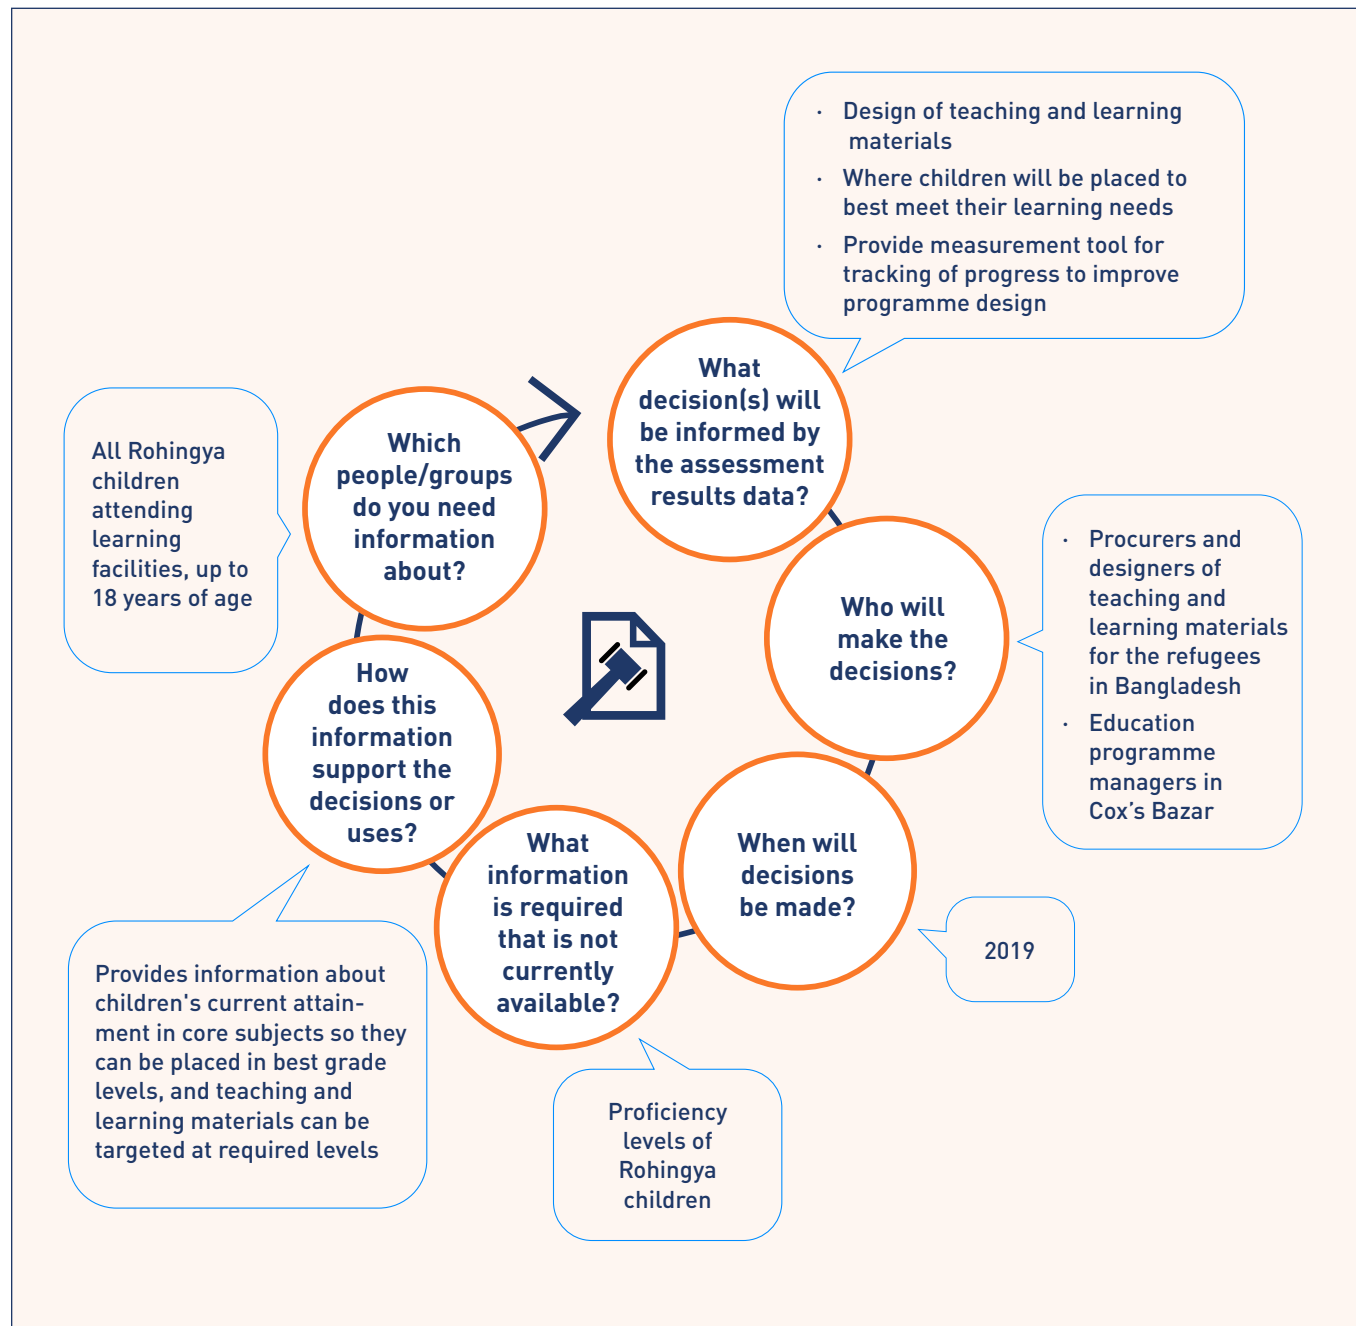 · Design of teaching and learning
materials
· Where children will be placed to
best meet their learning needs
· Provide measurement tool for
tracking of progress to improve
programme design
What
decision(s) will
be informed by
the assessment
results data?
Who will
make the
decisions?
· Procurers and
designers of
teaching and
learning materials
for the refugees
in Bangladesh
· Education
programme
managers in
Cox’s Bazar
When will
decisions
be made?
2019
What
information
is required
that is not
currently
available?
Proficiency
levels of
Rohingya
children
How
does this
information
support the
decisions or
uses?
Provides information about
children's current attain-
ment in core subjects so they
can be placed in best grade
levels, and teaching and
learning materials can be
targeted at required levels
Which
people/groups
do you need
information
about?
All Rohingya
children
attending
learning
facilities, up to
18 years of age